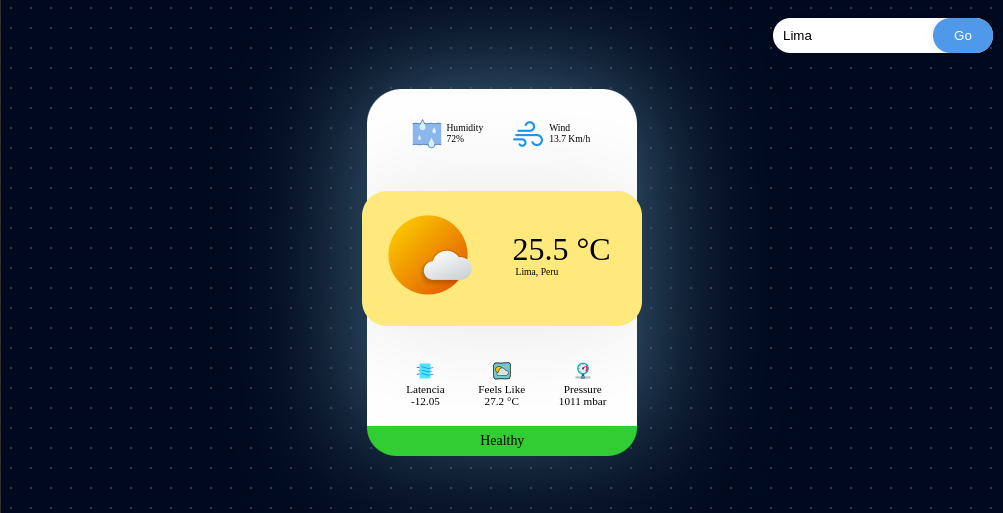 Lima
Go
Humidity
72%
Wind
13.7 Km/h
25.5 °C
Lima, Peru
Latencia
-12.05
Feels Like
27.2 °C
Pressure
1011 mbar
Healthy